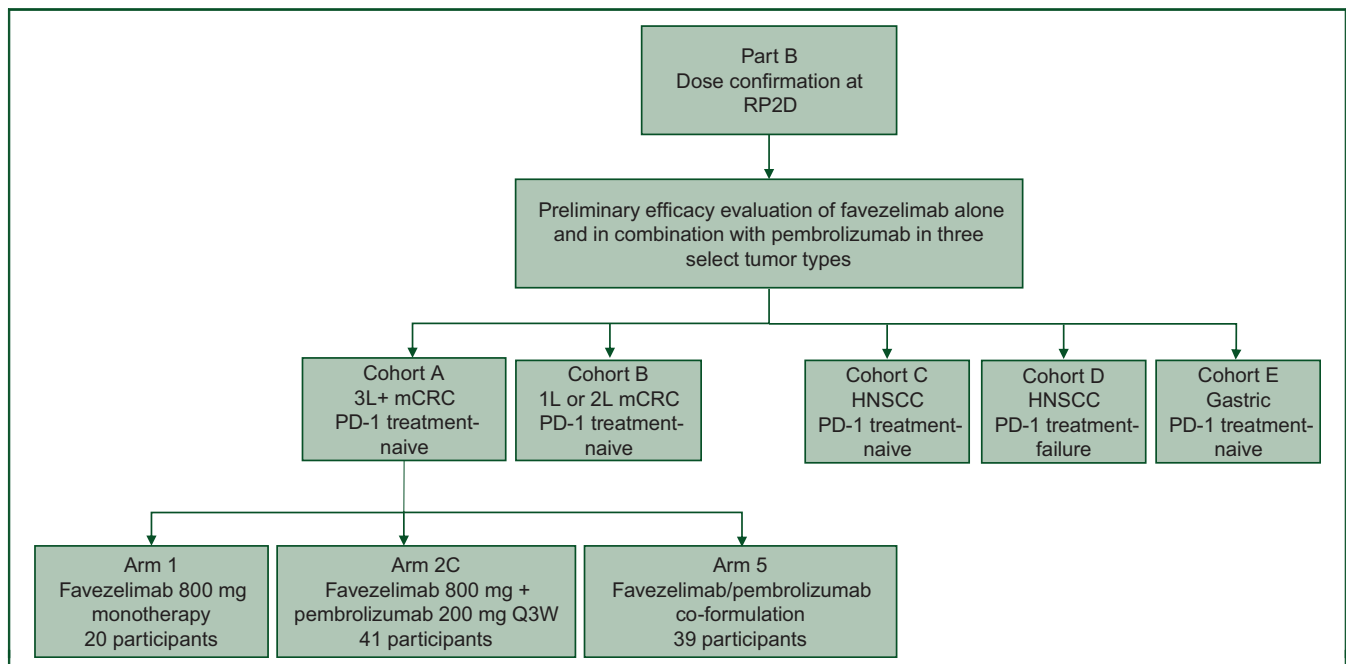 Part B
Dose confirmation at
RP2D
Preliminary efficacy evaluation of favezelimab alone
and in combination with pembrolizumab in three
select tumor types
Cohort A
3L+ mCRC
PD-1 treatment-
naive
Cohort B
1L or 2L mCRC
PD-1 treatment-
naive
Cohort C
HNSCC
PD-1 treatment-
naive
Cohort D
HNSCC
PD-1 treatment-
failure
Cohort E
Gastric
PD-1 treatment-
naive
Arm 1
Favezelimab 800 mg
monotherapy
20 participants
Arm 2C
Favezelimab 800 mg +
pembrolizumab 200 mg Q3W
41 participants
Arm 5
Favezelimab/pembrolizumab
co-formulation
39 participants